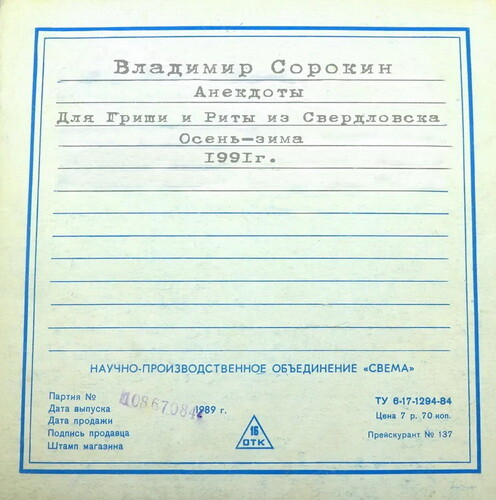 Владимир Сорокин
Анекдоты
Для Гриши и Риты из Свердловска
Осень-зима
1991г.
НАУЧНО-ПРОИЗВОДСТВЕННОЕ ОБЪЕДИНЕНИЕ «СВЕМА»
Партия №
Дата выпуска 1989 г.
Дата продажи
Подпись продавца
Штамп магазина
16
ОТК
ТУ 6-17-1294-84
Цена 7 р. 70 коп.
Прейскурант № 137